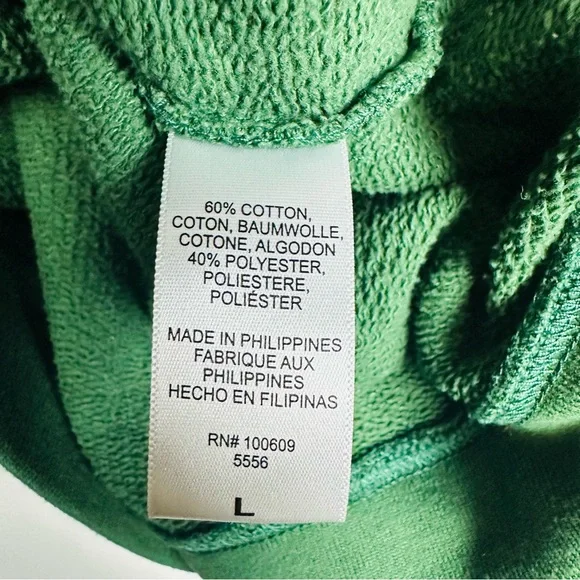 60% COTTON,
COTON, BAUMWOLLE,
COTONE, ALGODON
40% POLYESTER,
POLIESTERE,
POLIÉSTER
MADE IN PHILIPPINES
FABRIQUE AUX
PHILIPPINES
HECHO EN FILIPINAS
RN# 100609
5556
L